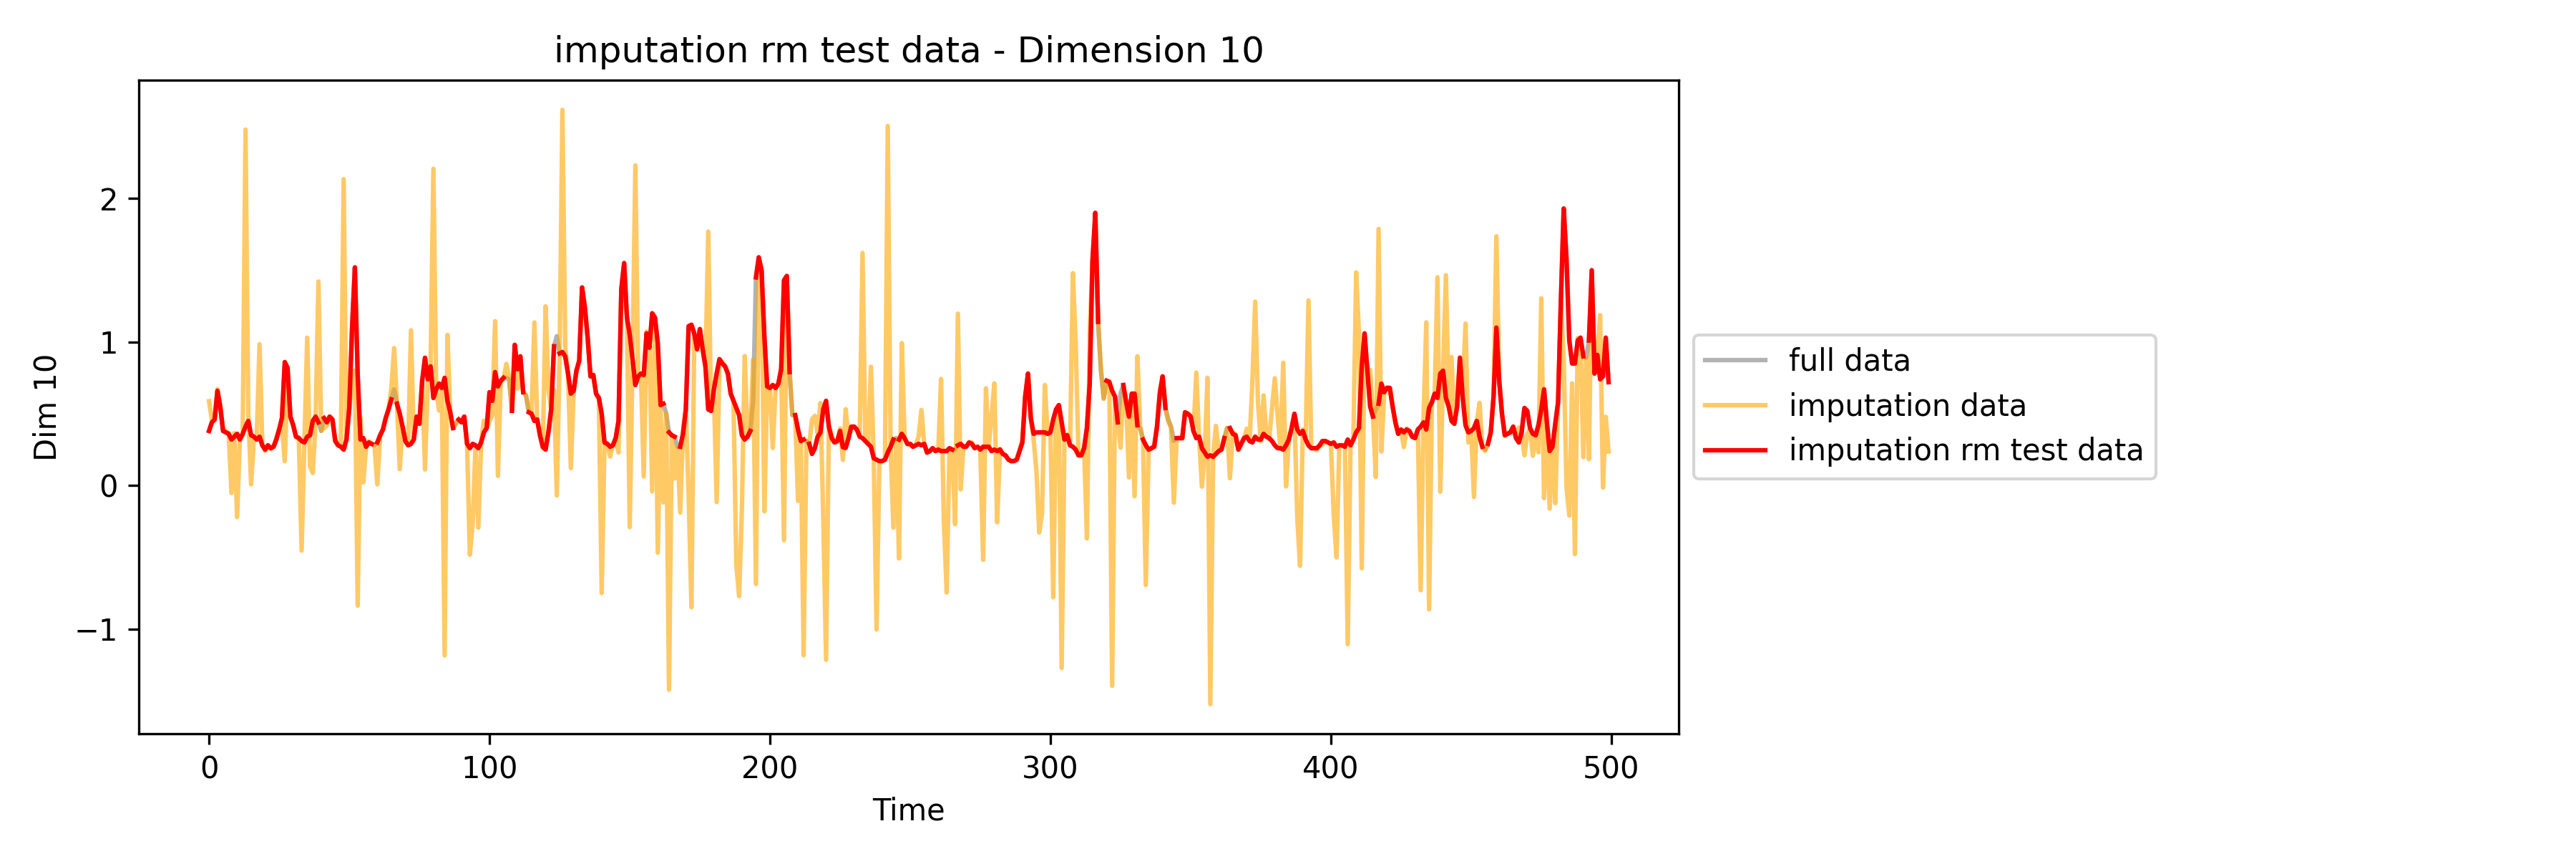 imputation rm test data - Dimension 10
Dim 10
2
1
0
−1
0
100
200
300
400
500
Time
full data
imputation data
imputation rm test data